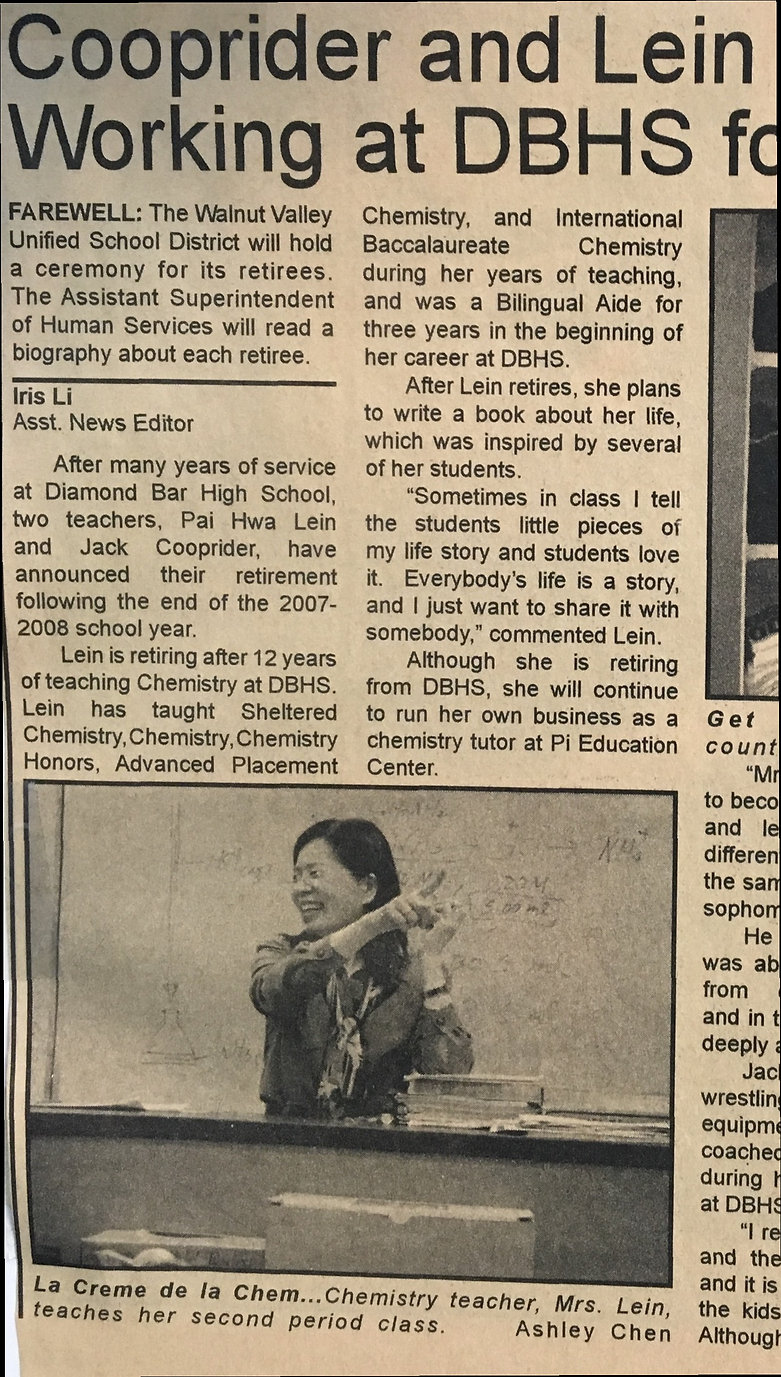 Cooprider and Lein
Working at DBHS fo
FAREWELL: The Walnut Valley
Unified School District will hold
a ceremony for its retirees.
The Assistant Superintendent
of Human Services will read a
biography about each retiree.
Iris Li
Asst. News Editor
After many years of service
at Diamond Bar High School,
two teachers, Pai Hwa Lein
and Jack Cooprider, have
announced their retirement
following the end of the 2007-
2008 school year.
Lein is retiring after 12 years
of teaching Chemistry at DBHS.
Lein has taught Sheltered
Chemistry, Chemistry, Chemistry
Honors, Advanced Placement
Chemistry, and International
Baccalaureate Chemistry
during her years of teaching,
and was a Bilingual Aide for
three years in the beginning of
her career at DBHS.
After Lein retires, she plans
to write a book about her life,
which was inspired by several
of her students.
“Sometimes in class I tell
the students little pieces of
my life story and students love
it. Everybody's life is a story,
and I just want to share it with
somebody,” commented Lein.
Although she is retiring
from DBHS, she will continue
to run her own business as a
chemistry tutor at Pi Education
Center.
La Creme de la Chem...Chemistry teacher, Mrs. Lein,
teaches her second period class. Ashley Chen
Get
count
“Mr
to beco
and le
differen
the sam
sophom
He
was ab
from
and in t
deeply a
Jac
wrestling
equipme
coached
during h
at DBHS
“I re
and the
and it is
the kids
Although